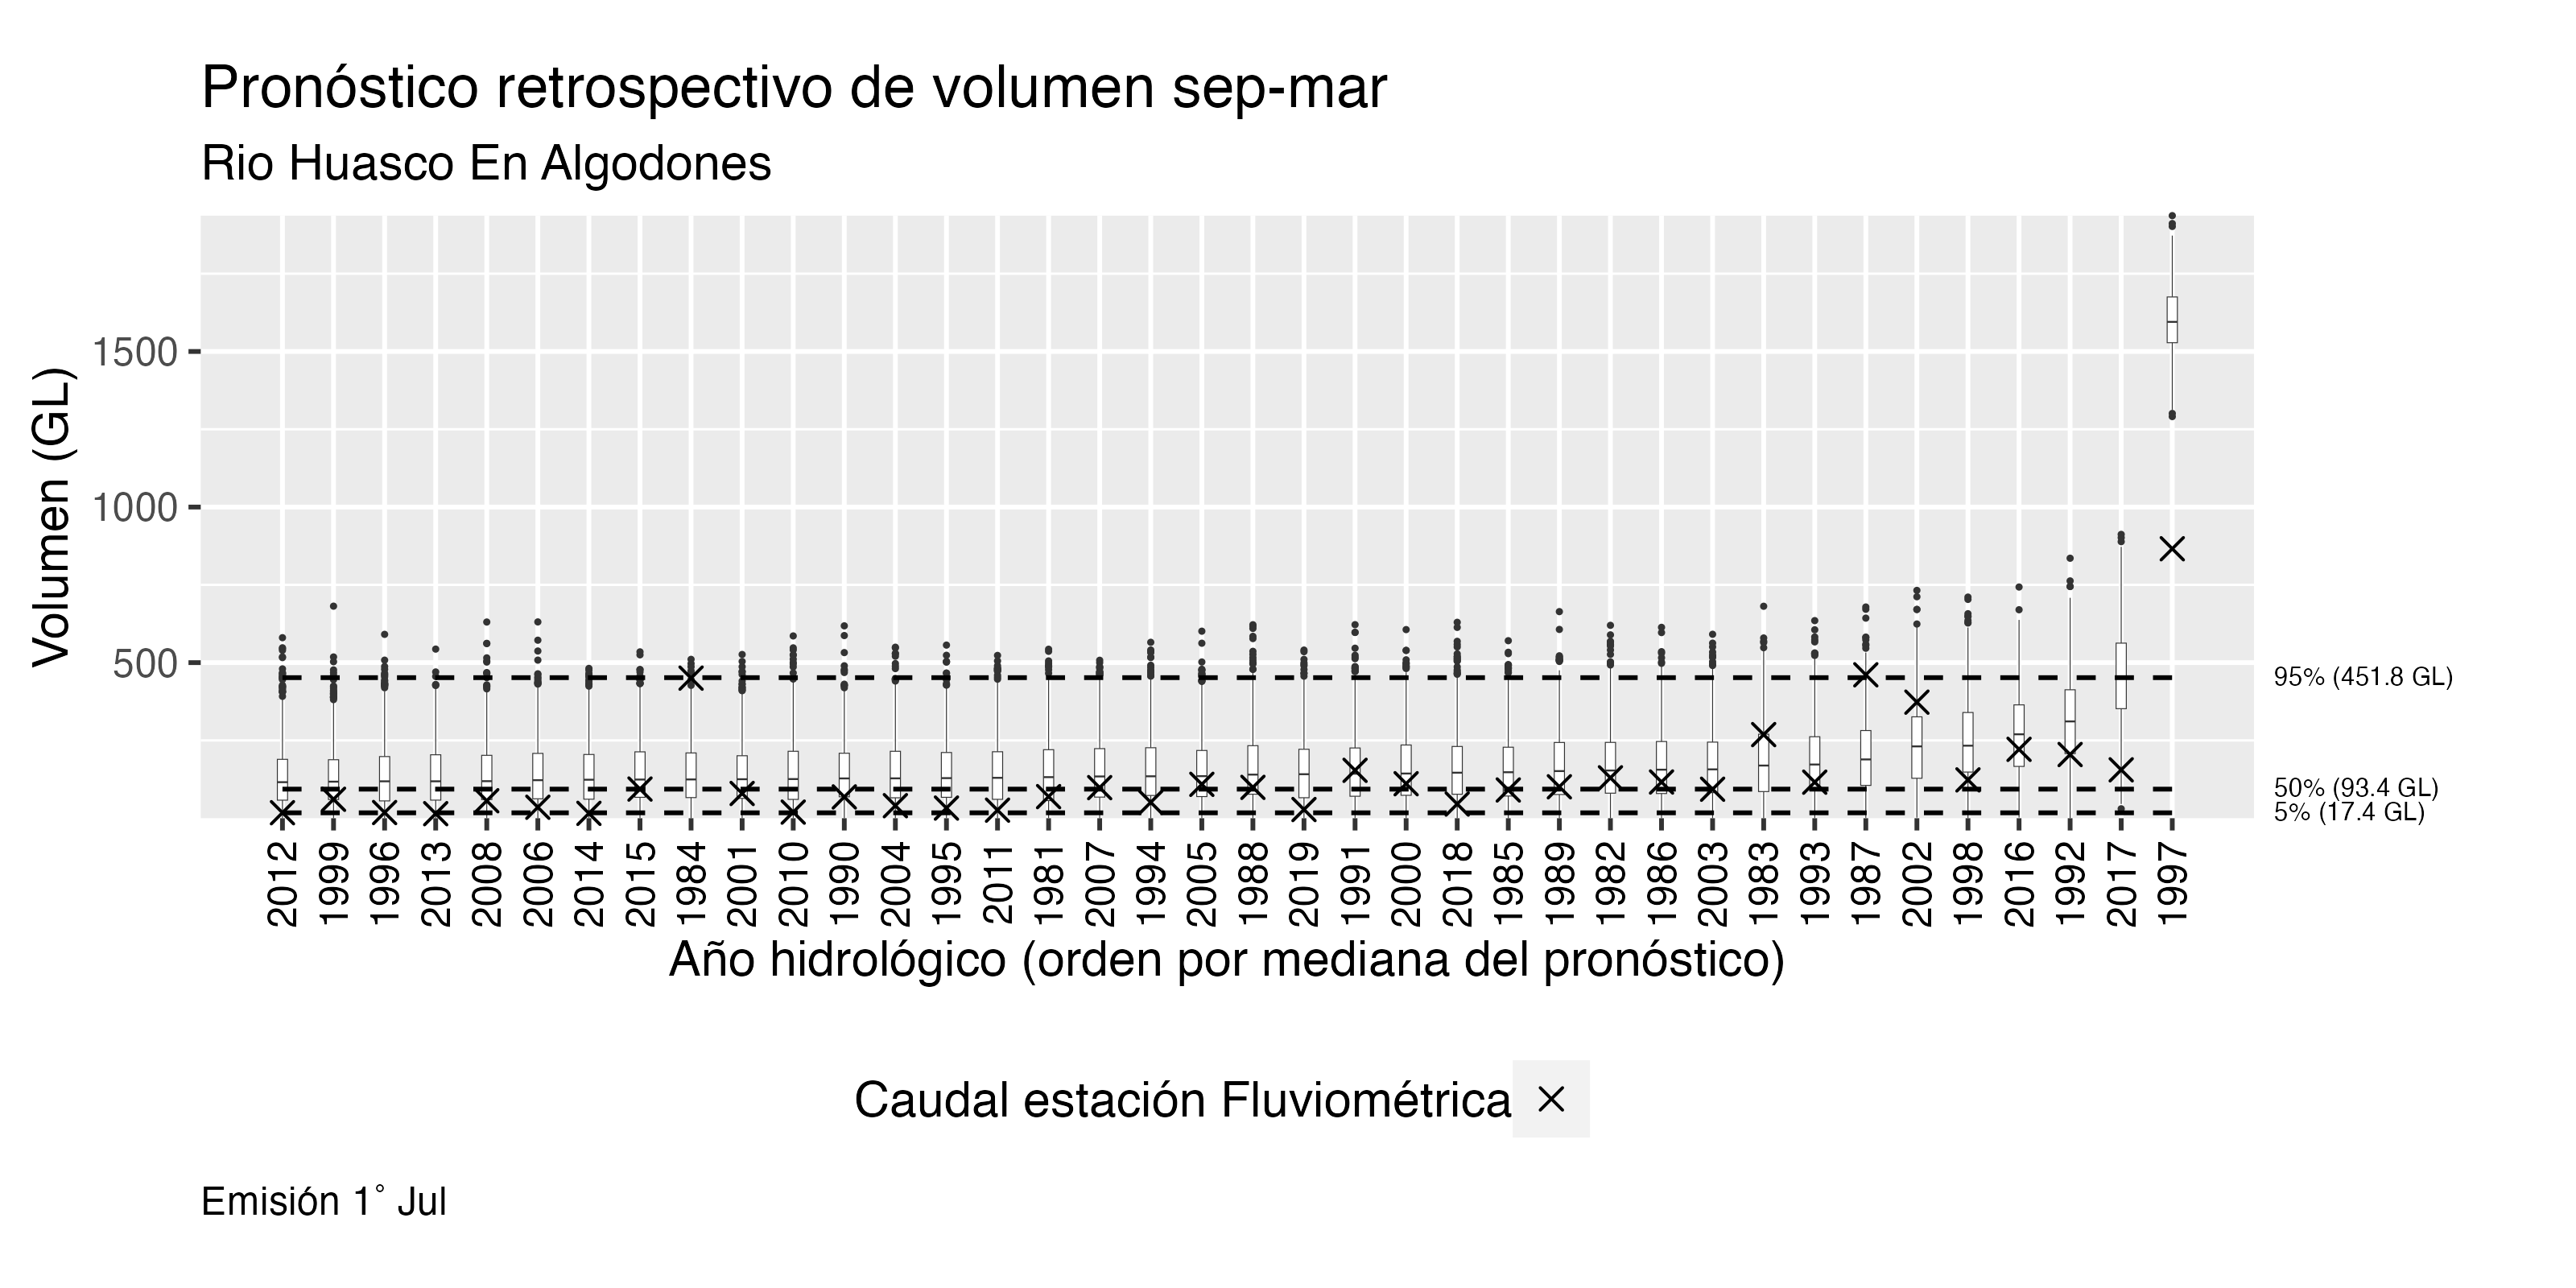 Pronóstico retrospectivo de volumen sep-mar
Rio Huasco En Algodones
Volumen (GL)
1500
1000
500
95% (451.8 GL)
50% (93.4 GL)
5% (17.4 GL)
2012 1999 1996 2013 2008 2006 2014 2015 1984 2001 2010 1990 2004 1995 2011 1981 2007 1994 2005 1988 2019 1991 2000 2018 1985 1989 1982 1986 2003 1983 1993 1987 2002 1998 2016 1992 2017 1997
Año hidrológico (orden por mediana del pronóstico)
Caudal estación Fluviométrica
Emisión 1° Jul